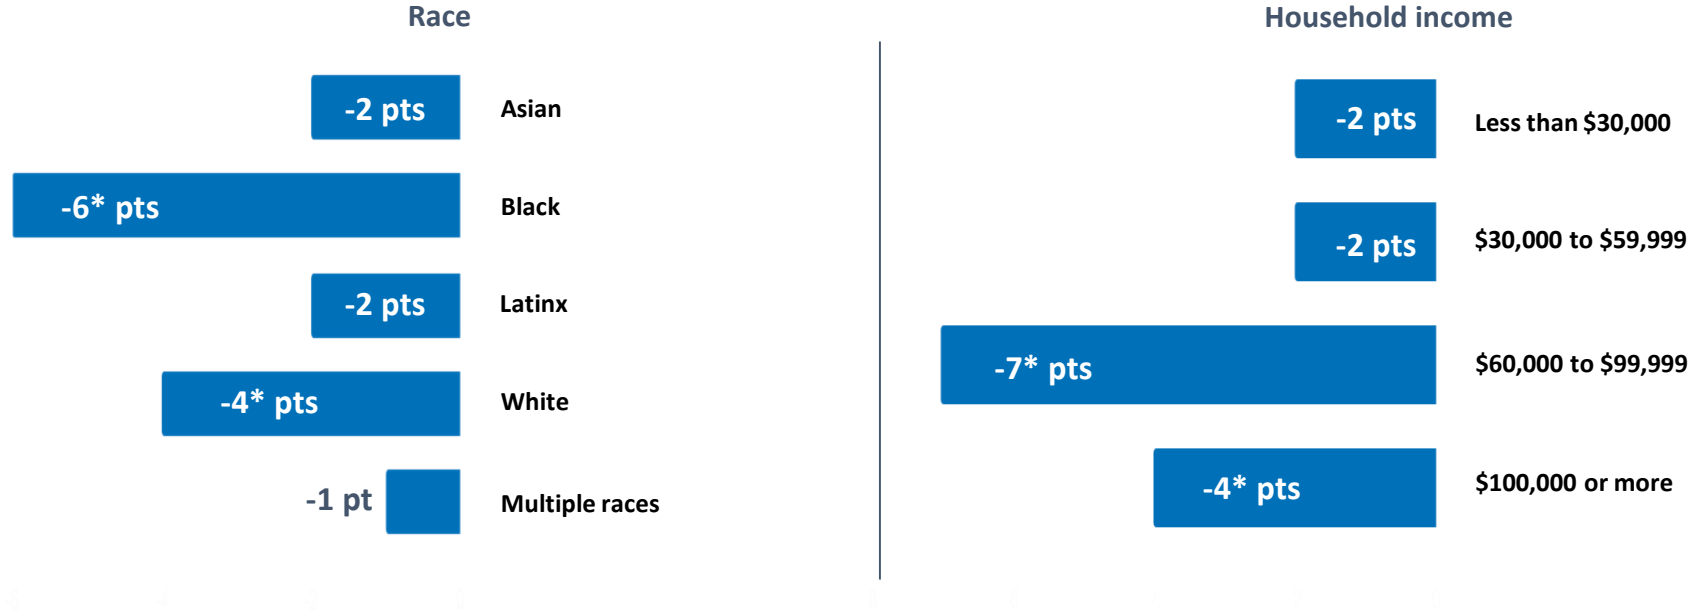 Race
-2 pts Asian
-6* pts Black
-2 pts Latinx
-4* pts White
-1 pt Multiple races
Household income
-2 pts Less than $30,000
-2 pts $30,000 to $59,999
-7* pts $60,000 to $99,999
-4* pts $100,000 or more